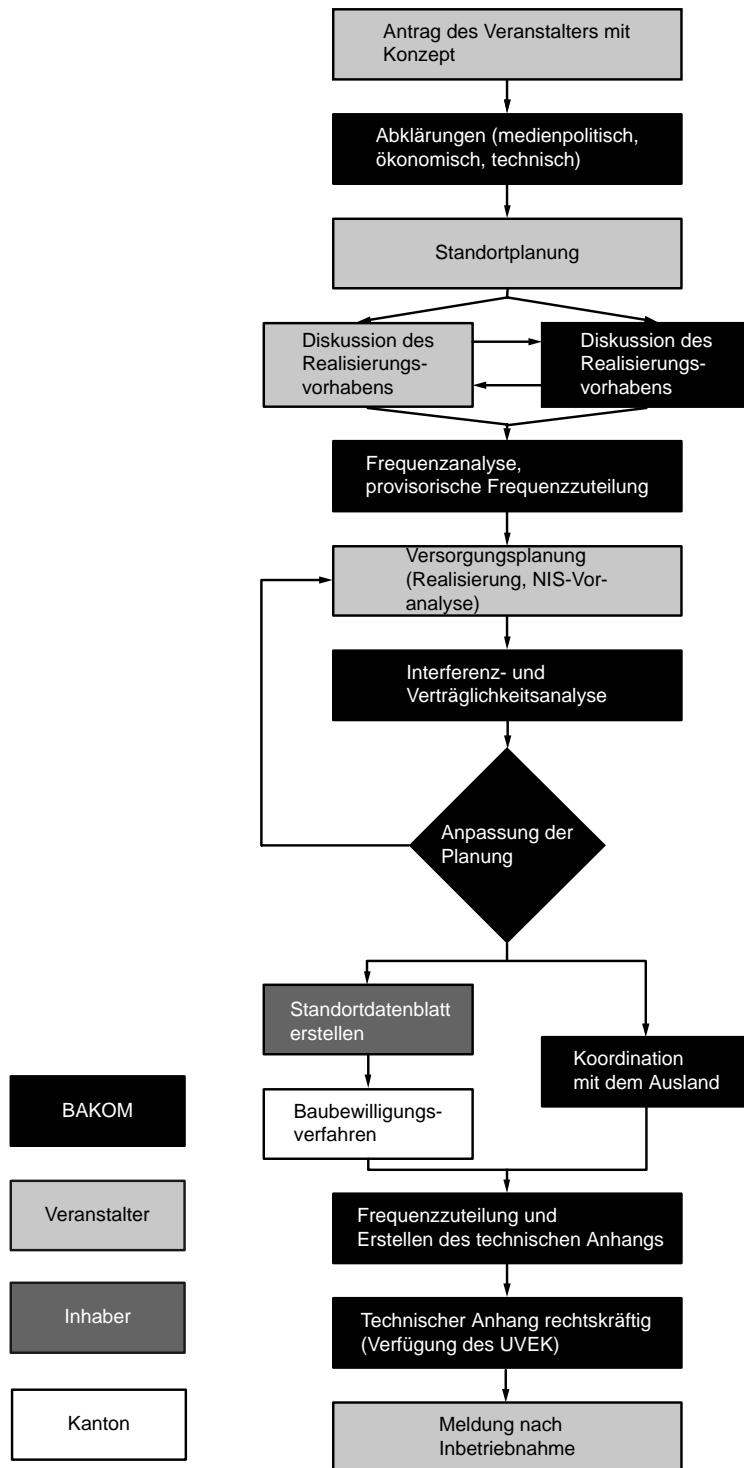 Antrag des Veranstalters mit
Konzept
Abklärungen (medienpolitisch,
ökonomisch, technisch)
Standortplanung
Diskussion des
Realisierungs-
vorhabens
Diskussion des
Realisierungs-
vorhabens
Frequenzanalyse,
provisorische Frequenzzuteilung
Versorgungsplanung
(Realisierung, NIS-Vor-
analyse)
Interferenz- und
Verträglichkeitsanalyse
Anpassung der
Planung
Standortdatenblatt
erstellen
Koordination
mit dem Ausland
Baubewilligungs-
verfahren
Frequenzzuteilung und
Erstellen des technischen Anhangs
Technischer Anhang rechtskräftig
(Verfügung des UVEK)
Meldung nach
Inbetriebnahme
BAKOM
Veranstalter
Inhaber
Kanton